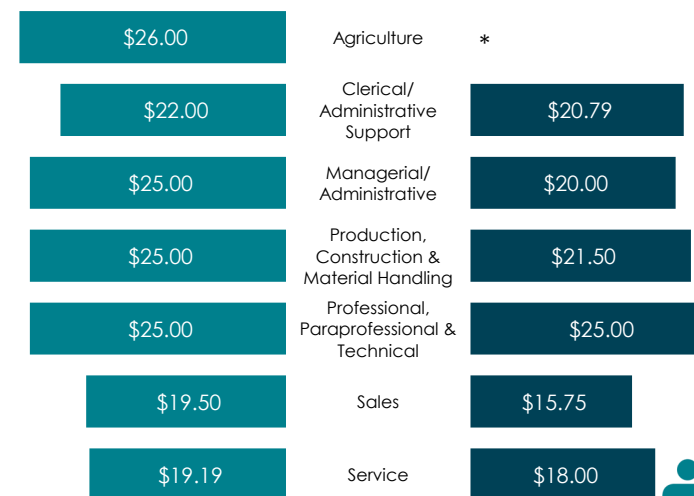 $26.00 Agriculture *
Clerical/
$22.00 Administrative $20.79
Support
Managerial/
$25.00 $20.00
Administrative
Production,
$25.00 Construction & $21.50
Material Handling
Professional,
$25.00 Paraprofessional & $25.00
Technical
$19.50 Sales $15.75
$19.19 Service $18.00